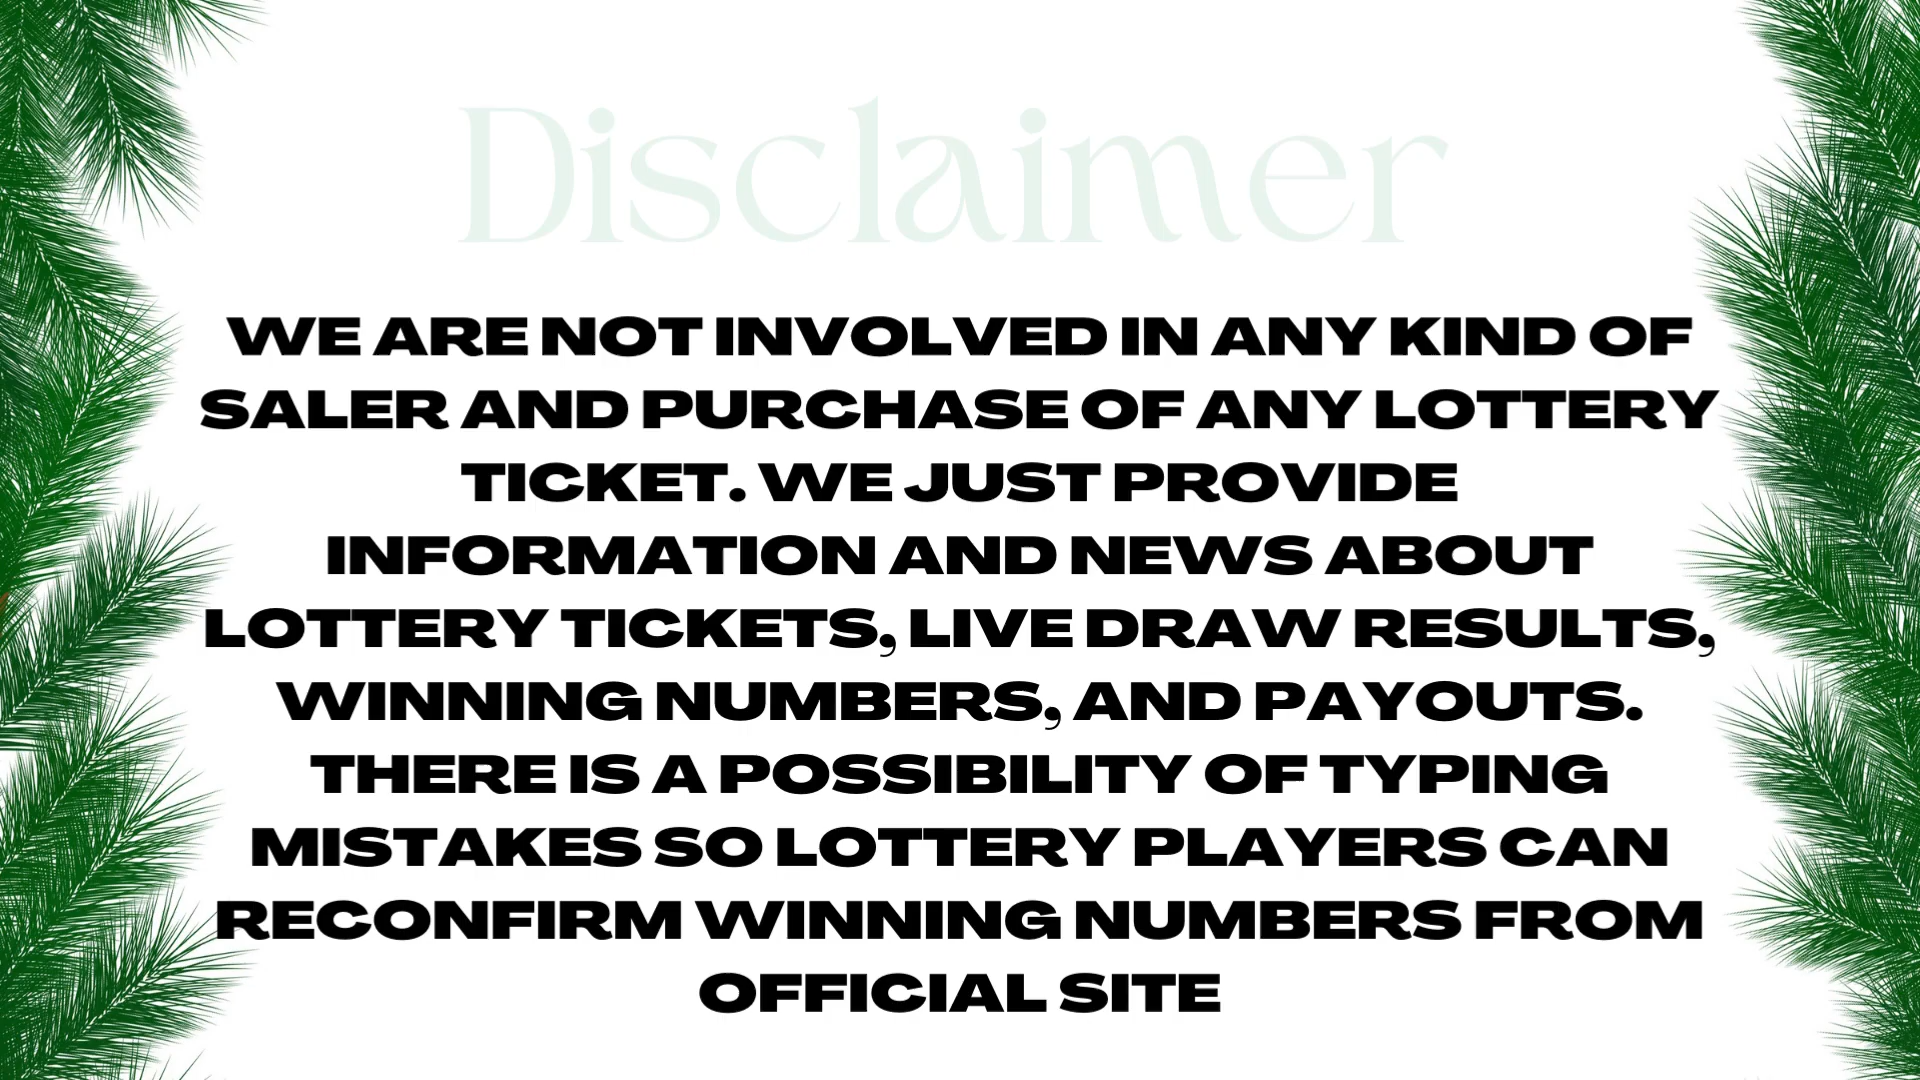 Disclaimer
WE ARE NOT INVOLVED IN ANY KIND OF
SALER AND PURCHASE OF ANY LOTTERY
TICKET. WE JUST PROVIDE
INFORMATION AND NEWS ABOUT
LOTTERY TICKETS, LIVE DRAW RESULTS,
WINNING NUMBERS, AND PAYOUTS.
THERE IS A POSSIBILITY OF TYPING
MISTAKES SO LOTTERY PLAYERS CAN
RECONFIRM WINNING NUMBERS FROM
OFFICIAL SITE